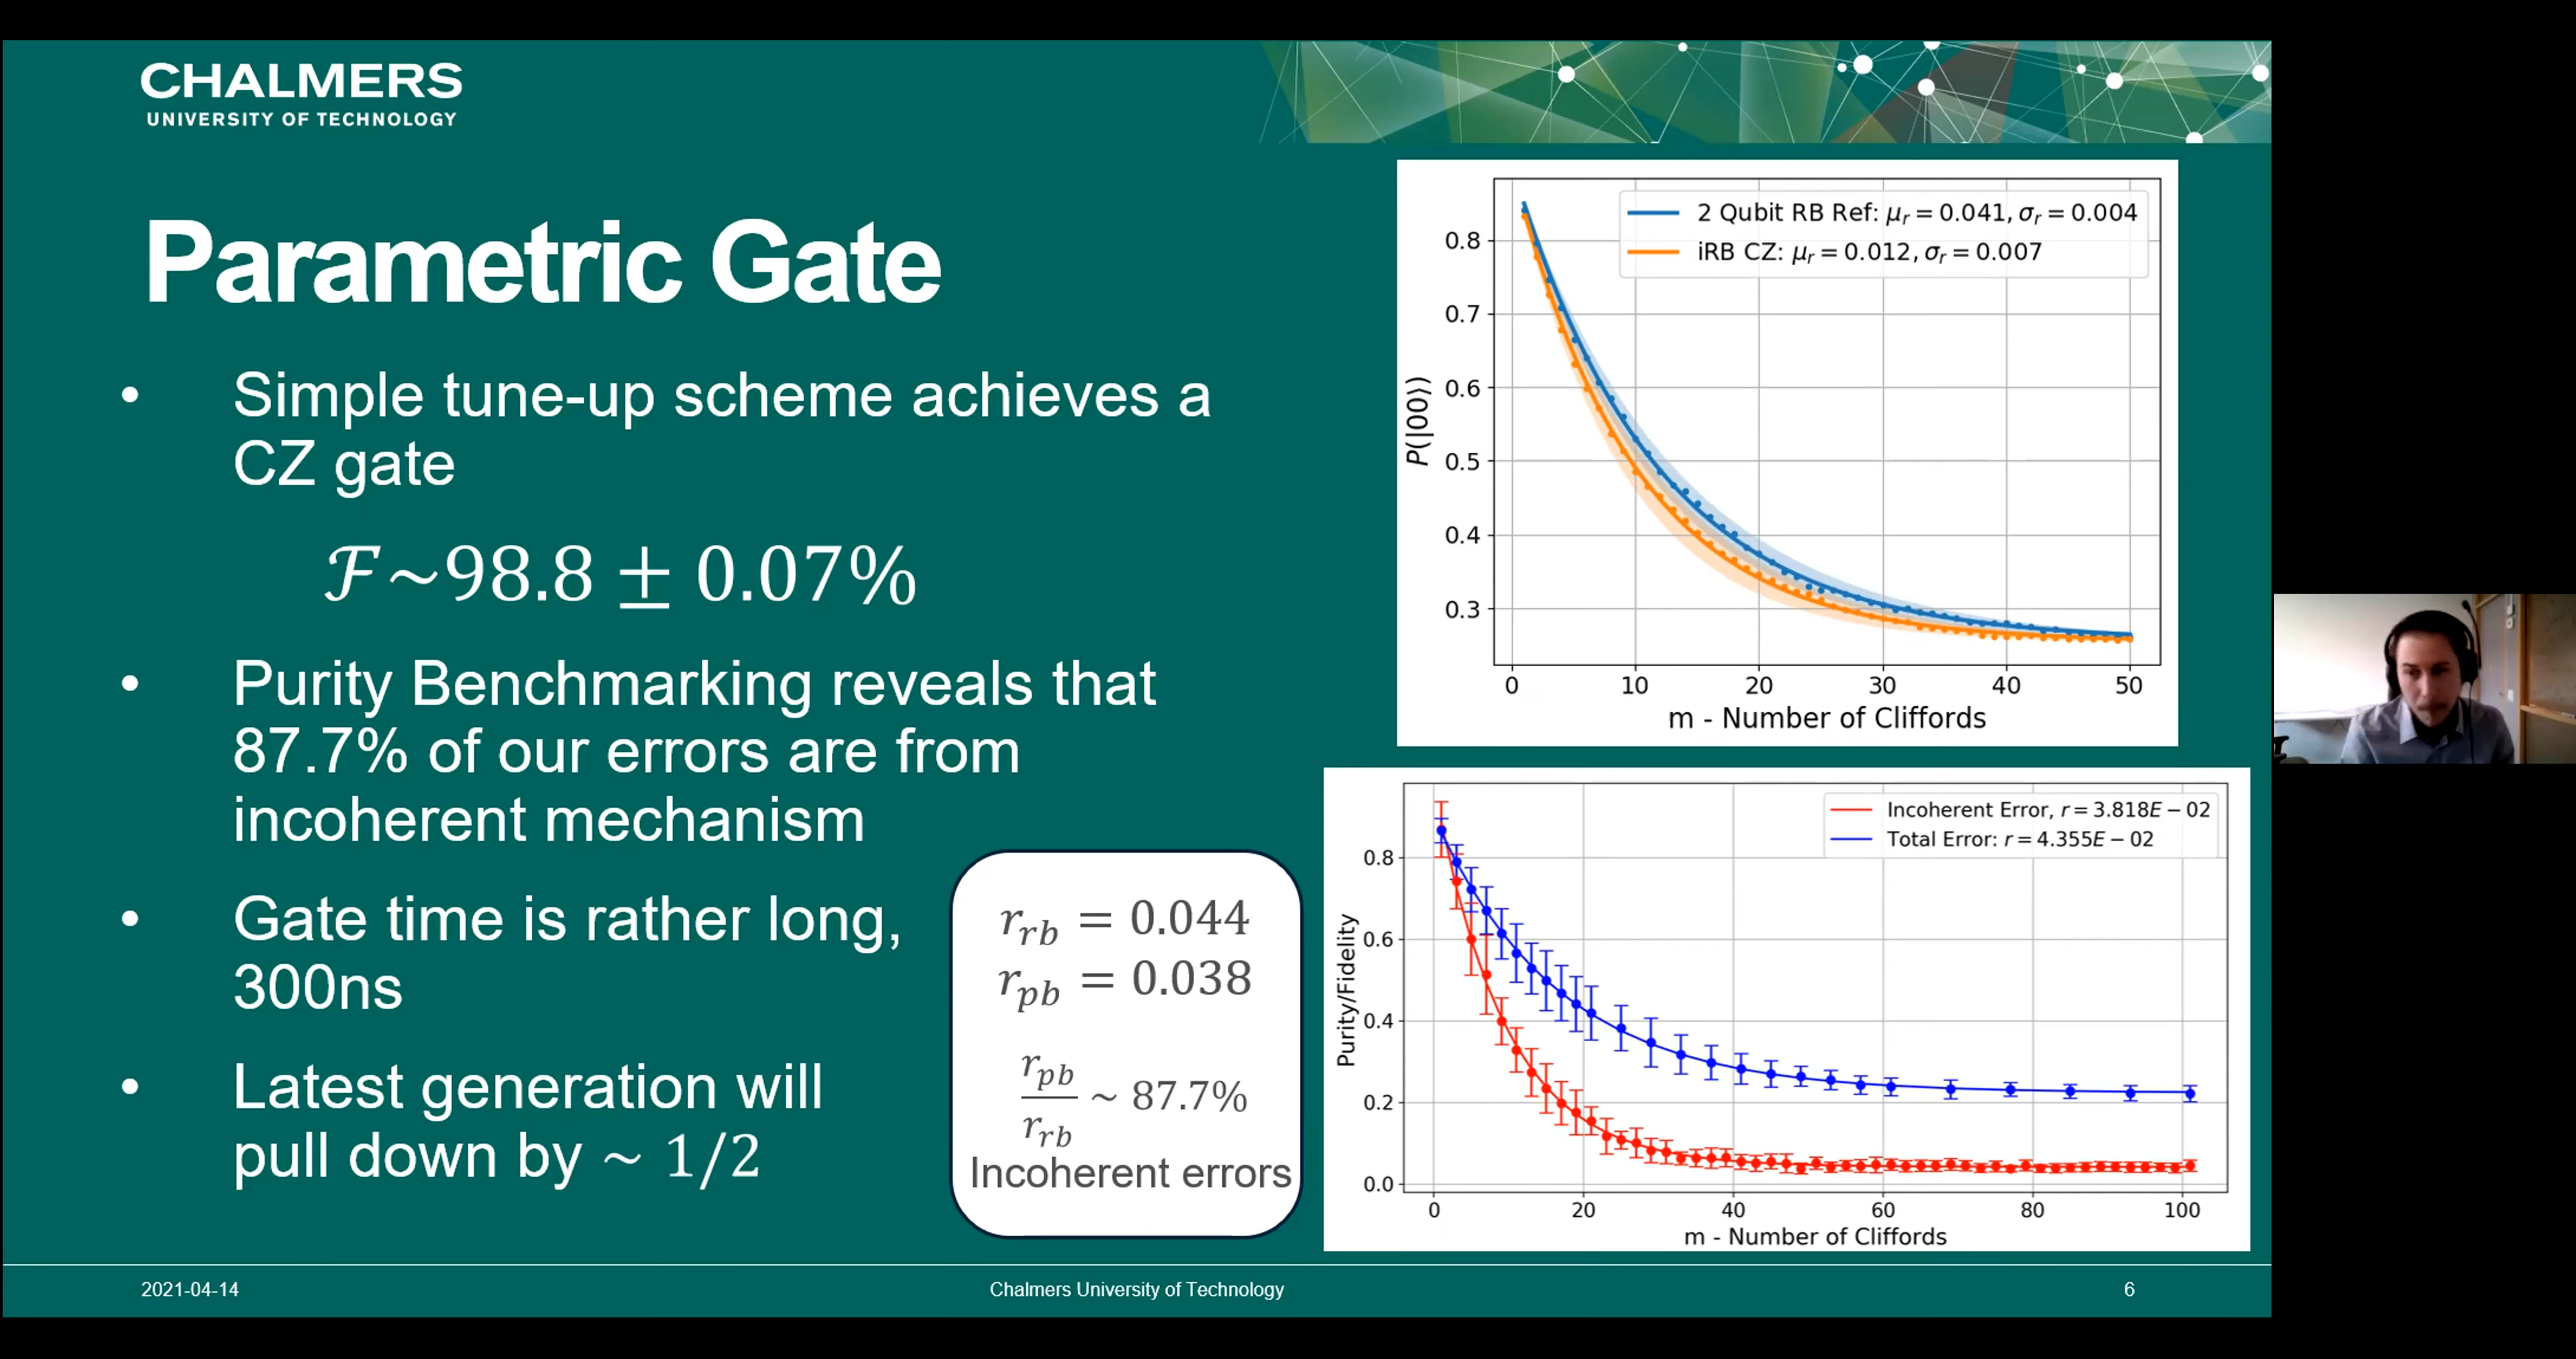 CHALMERS
UNIVERSITY OF TECHNOLOGY
Parametric Gate
• Simple tune-up scheme achieves a
CZ gate
ℱ~98.8 ± 0.07%
• Purity Benchmarking reveals that
87.7% of our errors are from
incoherent mechanism
• Gate time is rather long,
300ns
• Latest generation will
pull down by ~ 1/2
r_rb = 0.044
r_pb = 0.038
r_pb / r_rb ~ 87.7%
Incoherent errors
2 Qubit RB Ref: μ_r = 0.041, σ_r = 0.004
iRB CZ: μ_r = 0.012, σ_r = 0.007
P(|00⟩)
0.8
0.7
0.6
0.5
0.4
0.3
0 10 20 30 40 50
m - Number of Cliffords
Incoherent Error, r = 3.818E − 02
Total Error: r = 4.355E − 02
Purity/Fidelity
0.8
0.6
0.4
0.2
0.0
0 20 40 60 80 100
m - Number of Cliffords
2021-04-14
Chalmers University of Technology
6